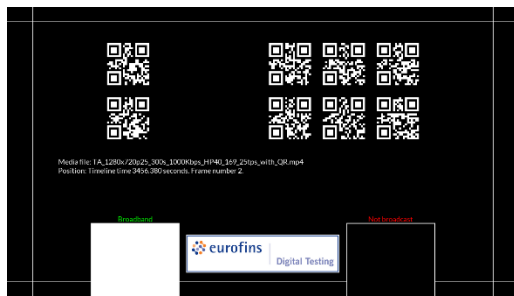 Media file: TA_1280x720p25_300s_1000Kbps_HP40_169_25fps_with_QR.mp4
Position: Timeline time 3456.380 seconds. Frame number 2.
Broadband
Not broadcast
eurofins
Digital Testing